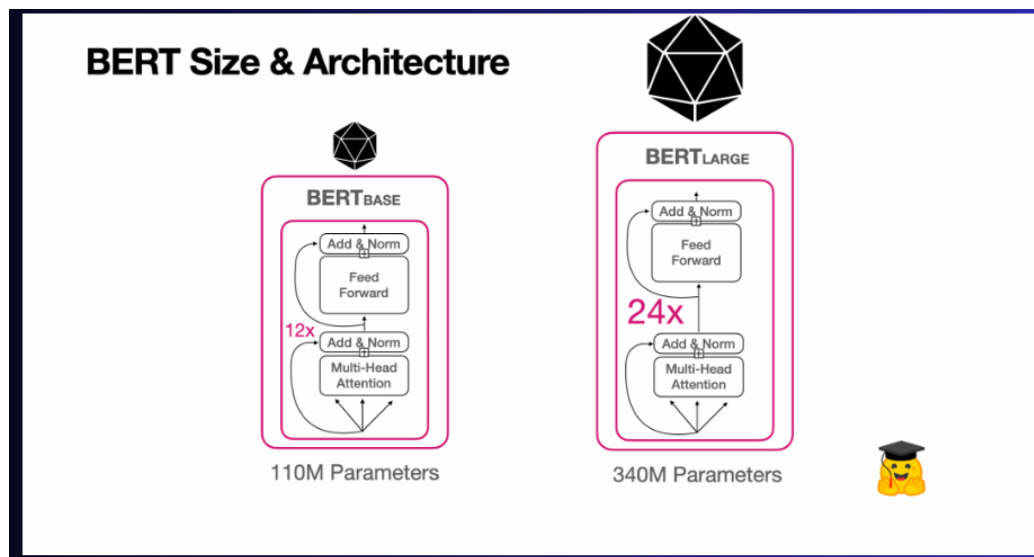 BERT Size & Architecture
BERTBASE
Add & Norm
Feed
Forward
12x
Add & Norm
Multi-Head
Attention
110M Parameters
BERTLARGE
Add & Norm
Feed
Forward
24x
Add & Norm
Multi-Head
Attention
340M Parameters